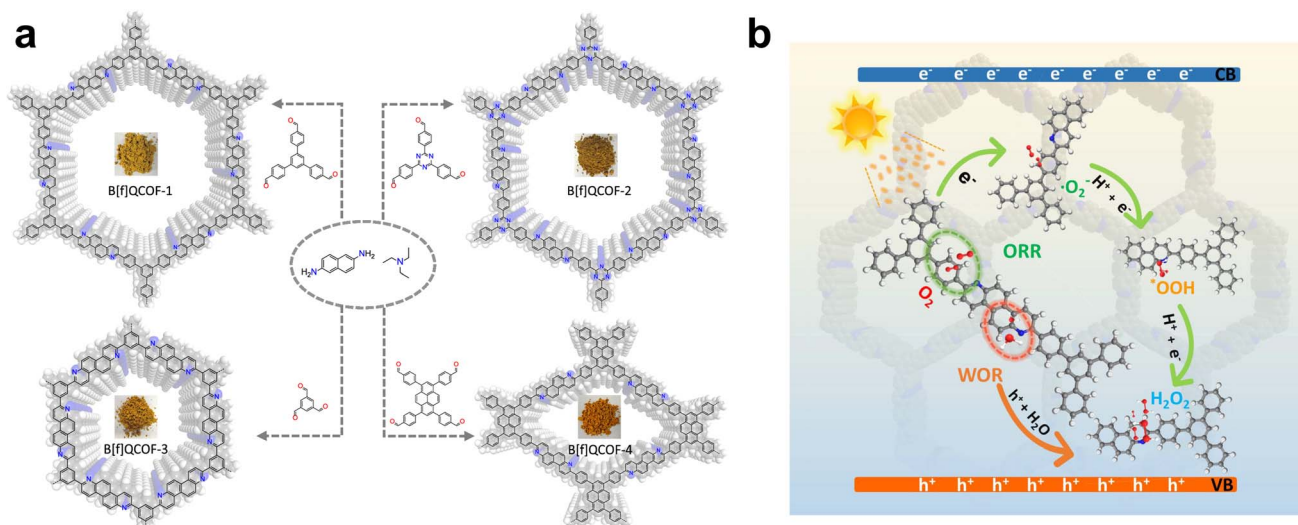 a
B[f]QCOF-1
O
O
O
O
N
N
N
O
O
B[f]QCOF-2
H₂N
NH₂
N
B[f]QCOF-3
O
O
O
O
O
O
O
B[f]QCOF-4
b
e⁻ e⁻ e⁻ e⁻ e⁻ e⁻ e⁻ e⁻ e⁻ CB
e⁻
·O₂⁻
H⁺ + e⁻
ORR
O₂
*OOH
H⁺ + e⁻
WOR
h⁺ + H₂O
H₂O₂
h⁺ h⁺ h⁺ h⁺ h⁺ h⁺ h⁺ h⁺ VB